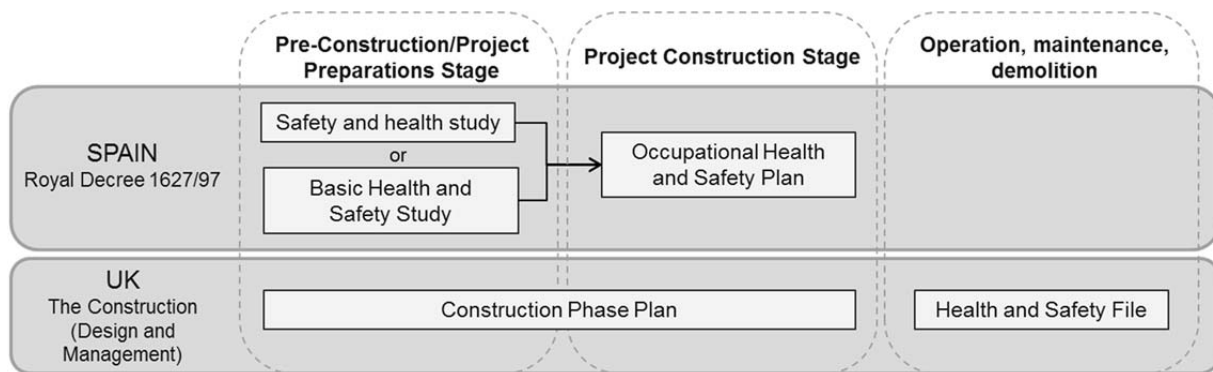 Pre-Construction/Project
Preparations Stage
Project Construction Stage
Operation, maintenance,
demolition
SPAIN
Royal Decree 1627/97
Safety and health study
or
Basic Health and
Safety Study
Occupational Health
and Safety Plan
UK
The Construction
(Design and
Management)
Construction Phase Plan
Health and Safety File